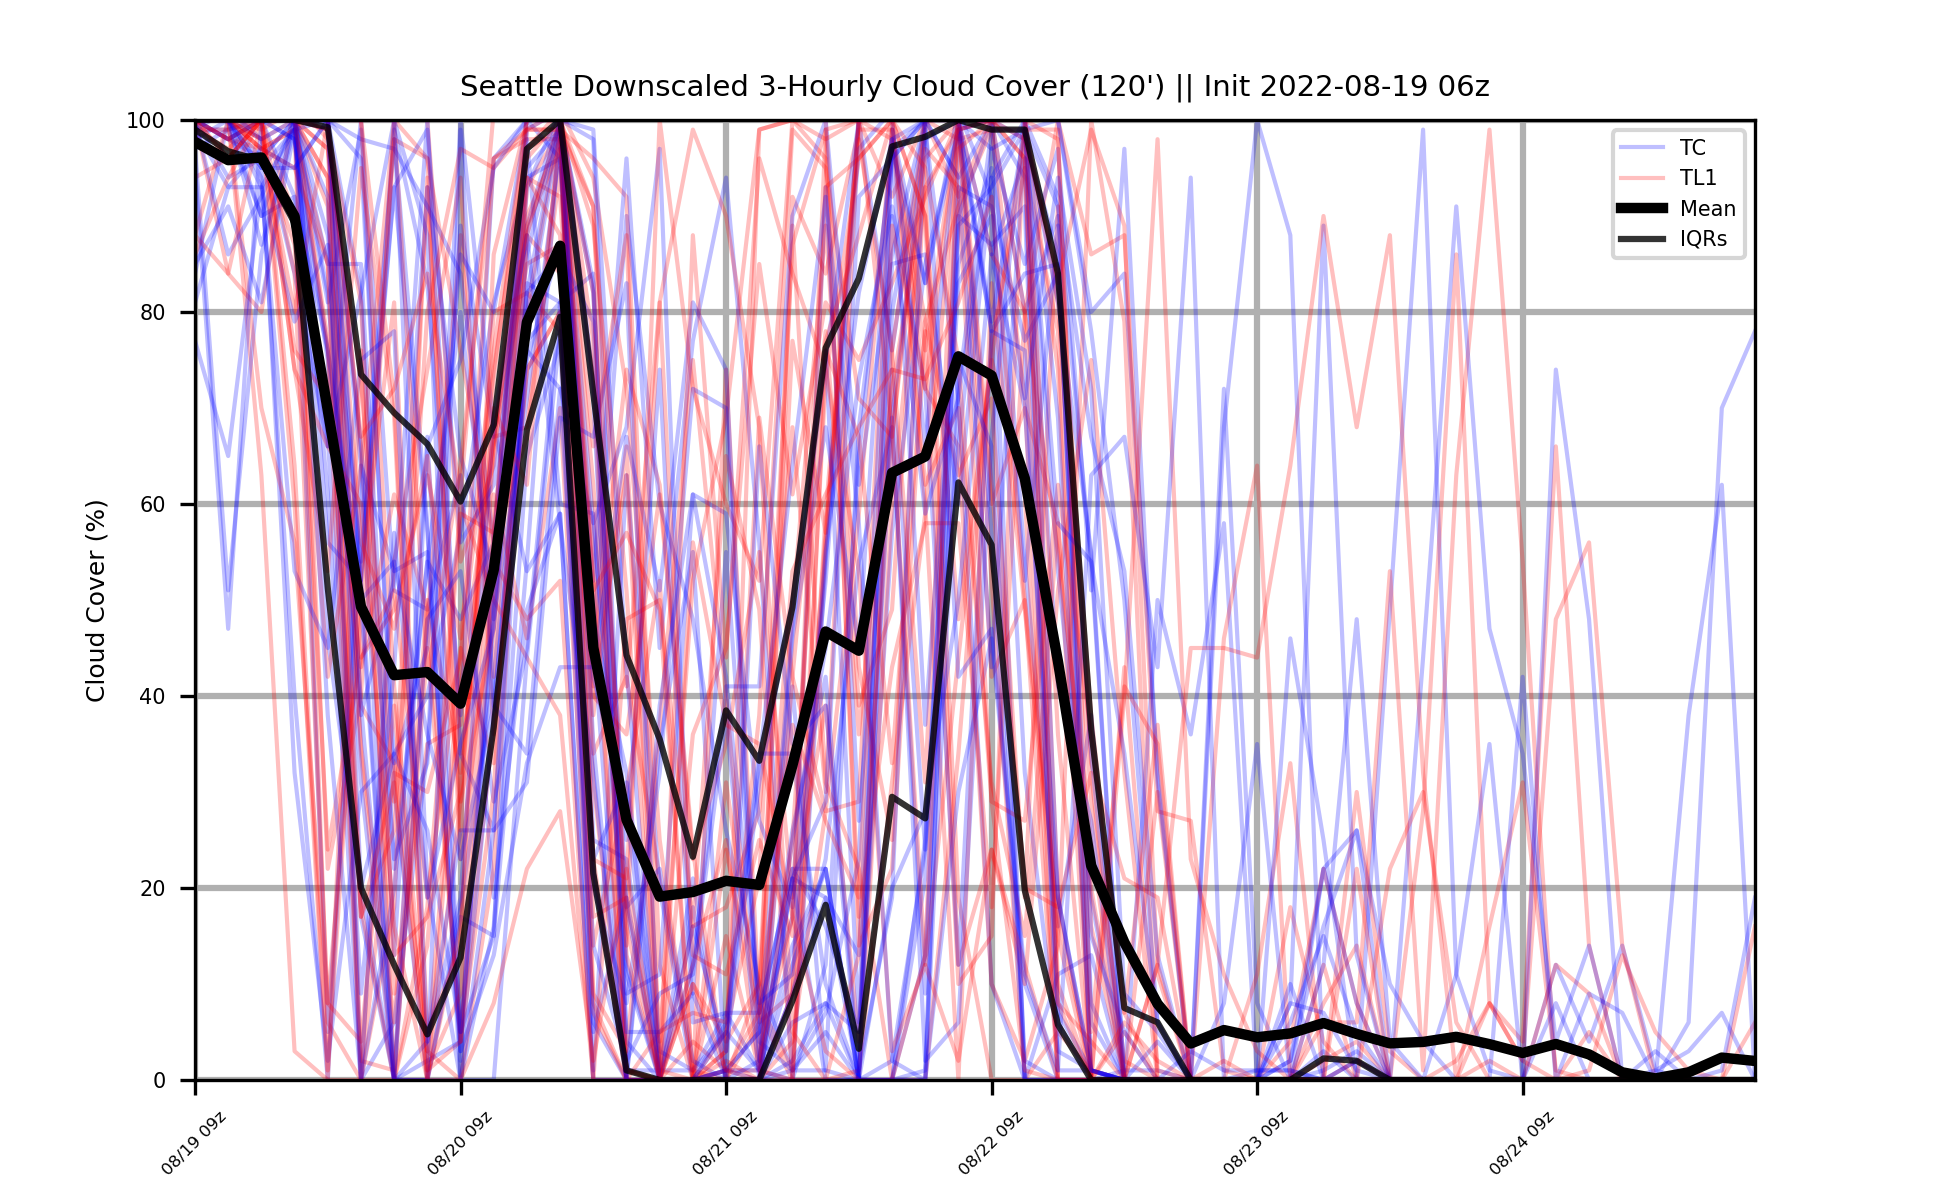 Seattle Downscaled 3-Hourly Cloud Cover (120') || Init 2022-08-19 06z
Cloud Cover (%)
100
80
60
40
20
0
TC
TL1
Mean
IQRs
08/19 09z
08/20 09z
08/21 09z
08/22 09z
08/23 09z
08/24 09z